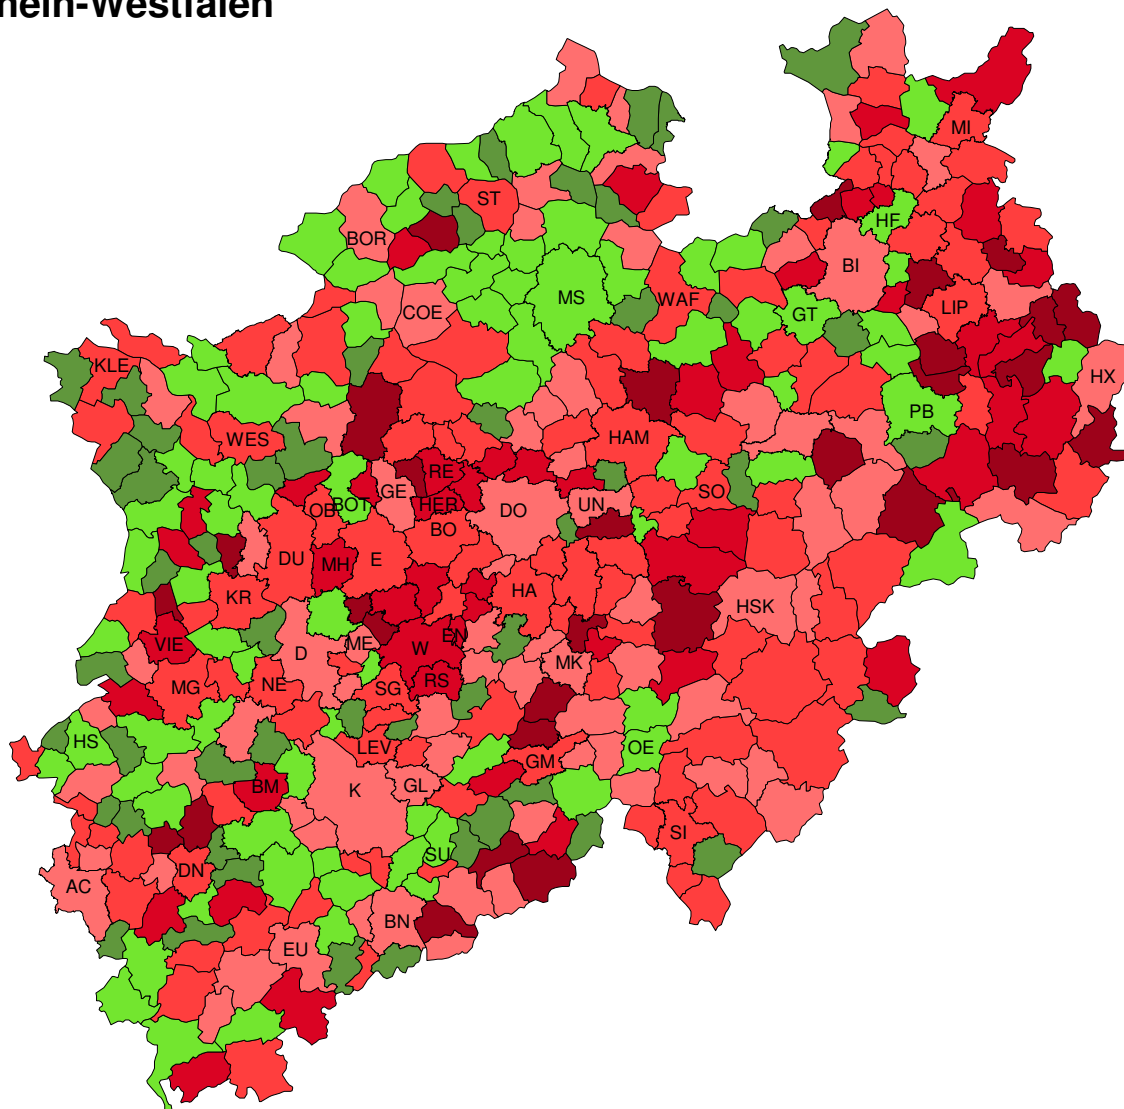 hein-Westfalen
MI
ST
HF
BOR
BI
MS
WAF
LIP
COE
GT
KLE
HX
PB
WES
HAM
RE
GE
SO
BOT
HER
UN
OB
DO
BO
DU
MH
E
HA
KR
HSK
EN
VIE
ME
W
D
MK
RS
MG
NE
SG
HS
LEV
OE
GM
BM
GL
K
SI
SU
DN
AC
BN
EU